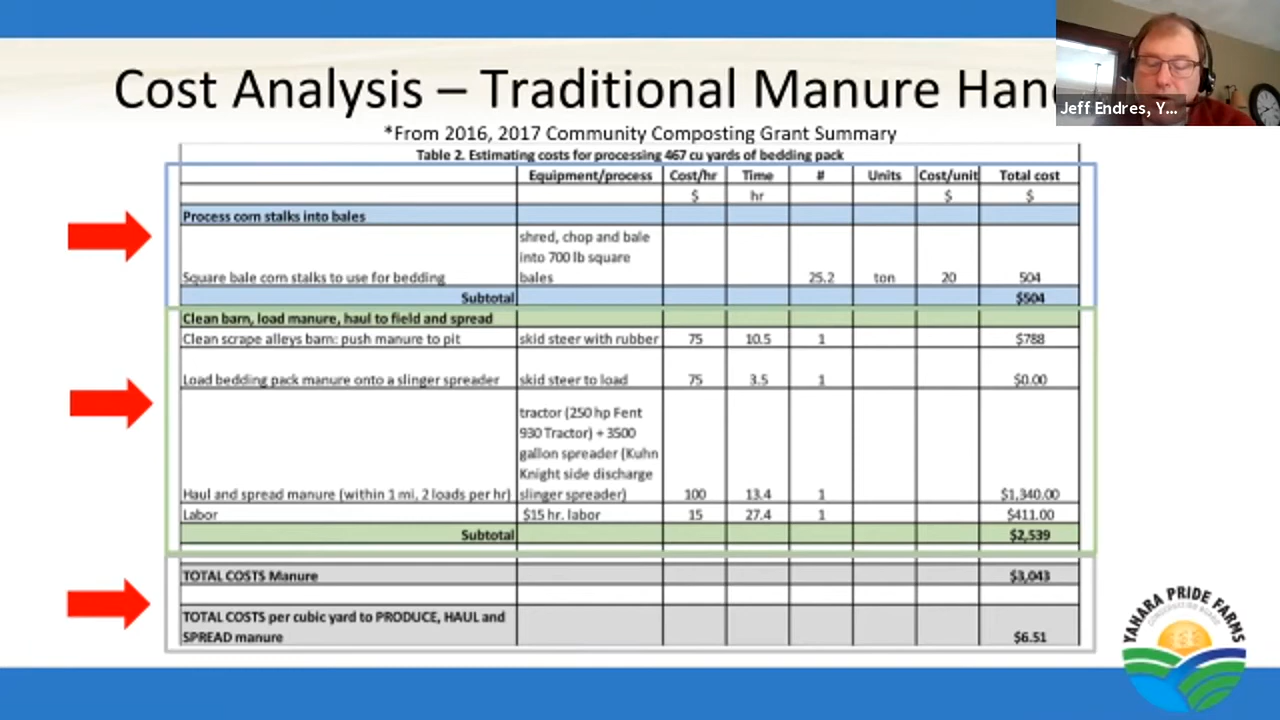 Cost Analysis – Traditional Manure Han
Jeff Endres, Y...
*From 2016, 2017 Community Composting Grant Summary
Table 2. Estimating costs for processing 467 cu yards of bedding pack
Equipment/process Cost/hr Time # Units Cost/unit Total cost
$ hr $ $
Process corn stalks into bales
Square bale corn stalks to use for bedding shred, chop and bale into 700 lb square bales 25.2 ton 20 504
Subtotal $504
Clean barn, load manure, haul to field and spread
Clean scrape alleys barn: push manure to pit skid steer with rubber 75 10.5 1 $788
Load bedding pack manure onto a slinger spreader skid steer to load 75 3.5 1 $0.00
Haul and spread manure (within 1 mi, 2 loads per hr) tractor (250 hp Fent 930 Tractor) + 3500 gallon spreader (Kuhn Knight side discharge slinger spreader) 100 13.4 1 $1,340.00
Labor $15 hr. labor 15 27.4 1 $411.00
Subtotal $2,539
TOTAL COSTS Manure $3,043
TOTAL COSTS per cubic yard to PRODUCE, HAUL and SPREAD manure $6.51
YAHARA PRIDE FARMS
CONSERVATION BOARD